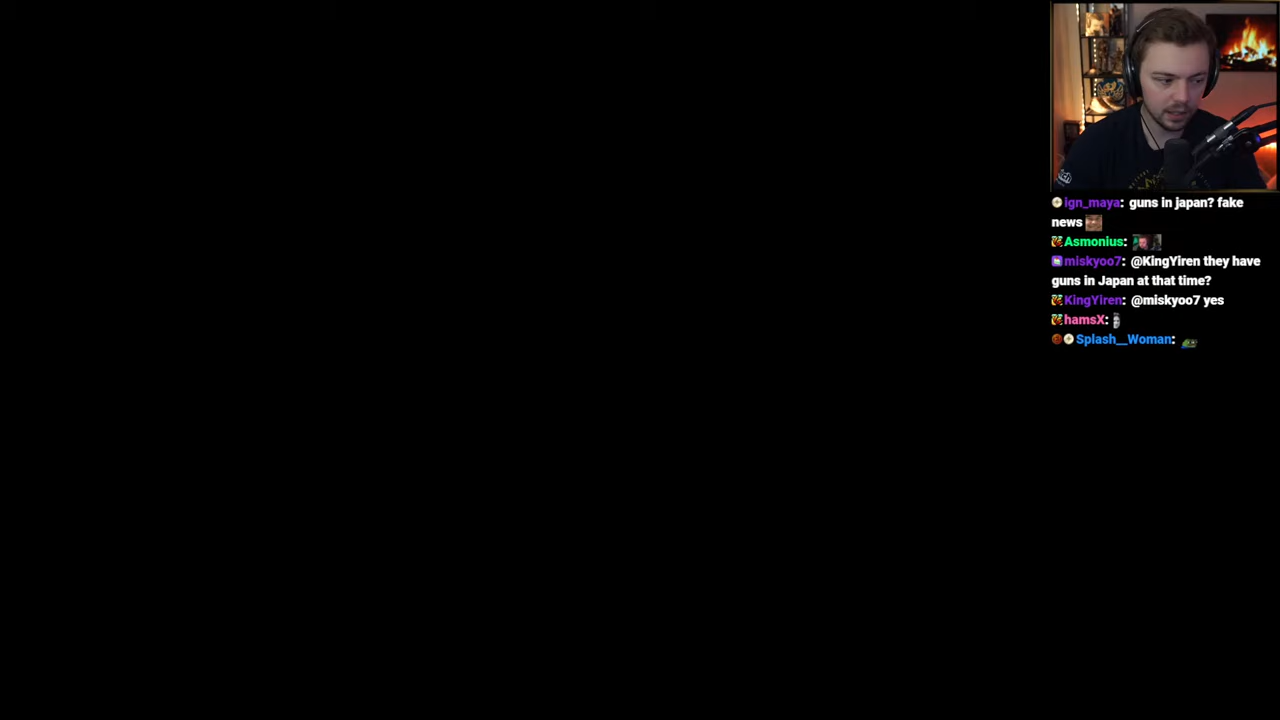 ign_maya: guns in japan? fake
news
Asmonius:
miskyoo7: @KingYiren they have
guns in Japan at that time?
KingYiren: @miskyoo7 yes
hamsX:
Splash__Woman: